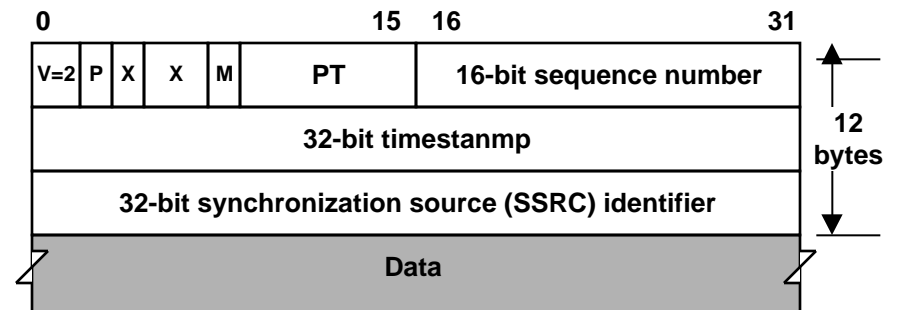 0 15 16 31
V=2 P X X M PT 16-bit sequence number
32-bit timestanmp
12
bytes
32-bit synchronization source (SSRC) identifier
Data